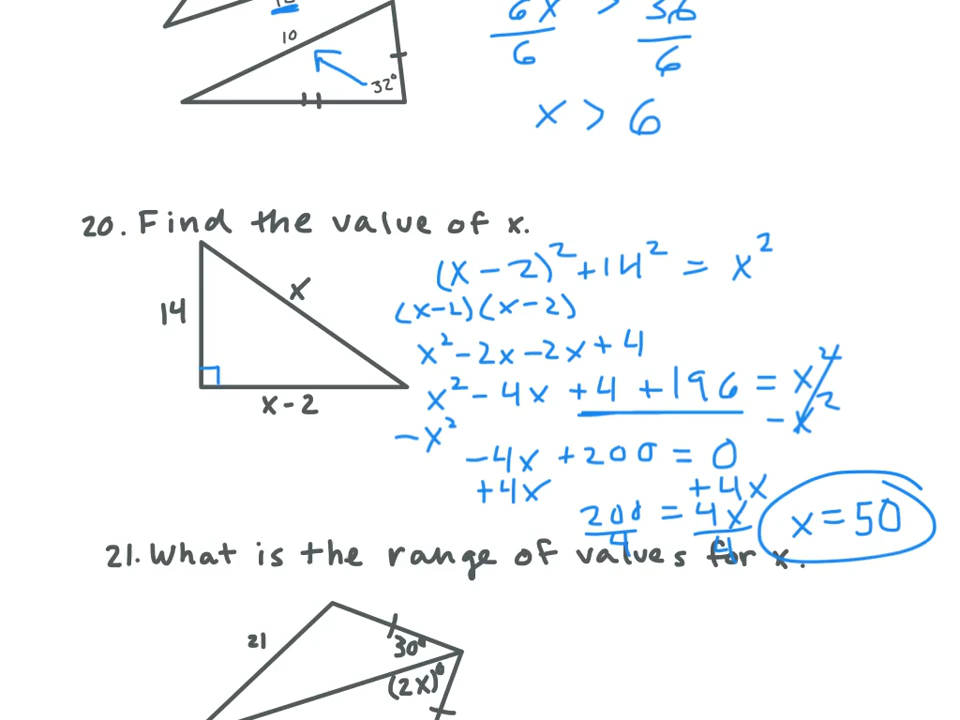 6x > 36
6 6
10
32°
x > 6
20. Find the value of x.
(x-2)² + 14² = x²
(x-2)(x-2)
14
x
x² - 2x - 2x + 4
x² - 4x + 4 + 196 = x²
x - 2
-x² -x²
-4x + 200 = 0
+4x +4x
200 = 4x
4 4
x = 50
21. What is the range of values for x.
21
30°
(2x)°